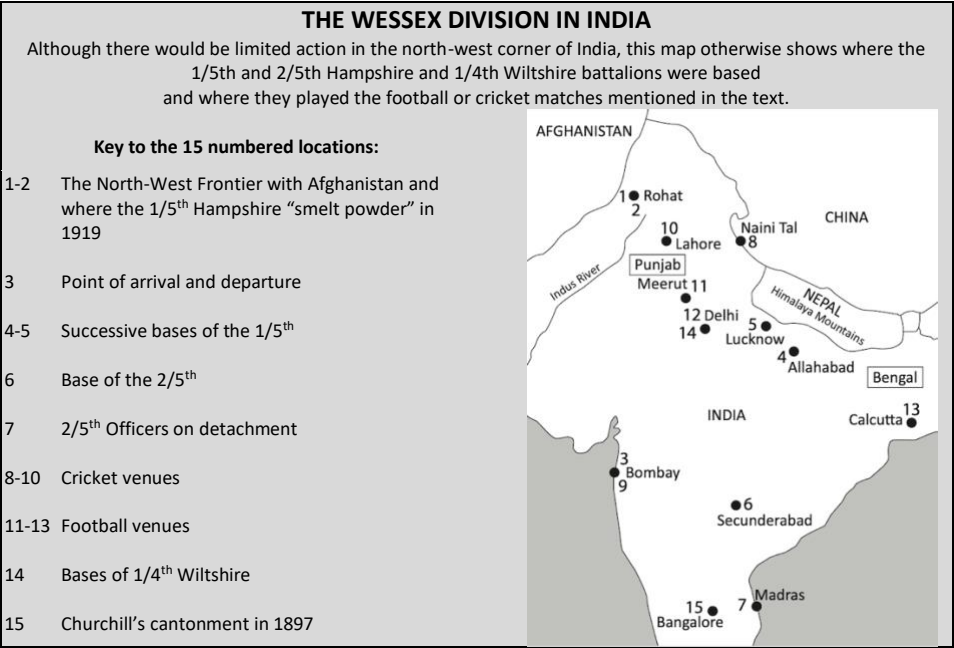 THE WESSEX DIVISION IN INDIA
Although there would be limited action in the north-west corner of India, this map otherwise shows where the
1/5th and 2/5th Hampshire and 1/4th Wiltshire battalions were based
and where they played the football or cricket matches mentioned in the text.
Key to the 15 numbered locations:
1-2 The North-West Frontier with Afghanistan and
where the 1/5th Hampshire “smelt powder” in
1919
3 Point of arrival and departure
4-5 Successive bases of the 1/5th
6 Base of the 2/5th
7 2/5th Officers on detachment
8-10 Cricket venues
11-13 Football venues
14 Bases of 1/4th Wiltshire
15 Churchill’s cantonment in 1897
AFGHANISTAN
1 Rohat
2
CHINA
10
Lahore
Naini Tal
8
Indus River
Punjab
Meerut 11
NEPAL
Himalaya Mountains
12 Delhi
14
5
Lucknow
4
Allahabad
Bengal
INDIA
13
Calcutta
3
Bombay
9
6
Secunderabad
Madras
7
15
Bangalore